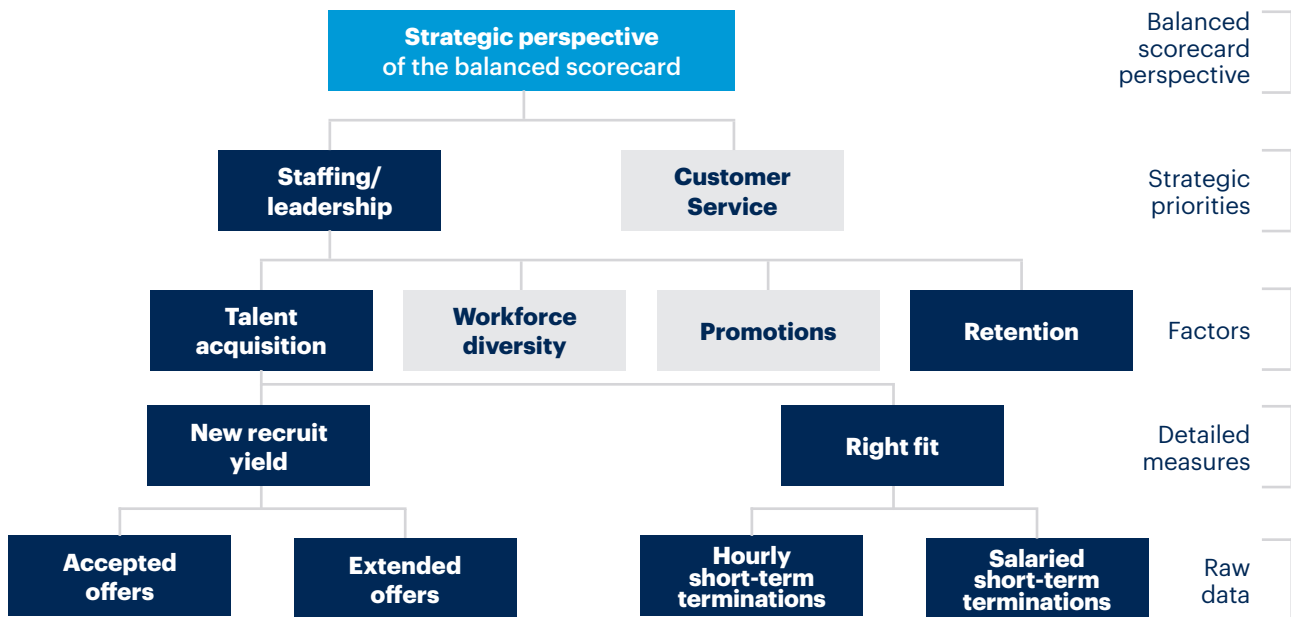 Strategic perspective
of the balanced scorecard
Balanced
scorecard
perspective
Staffing/
leadership
Customer
Service
Strategic
priorities
Talent
acquisition
Workforce
diversity
Promotions
Retention
Factors
New recruit
yield
Right fit
Detailed
measures
Accepted
offers
Extended
offers
Hourly
short-term
terminations
Salaried
short-term
terminations
Raw
data